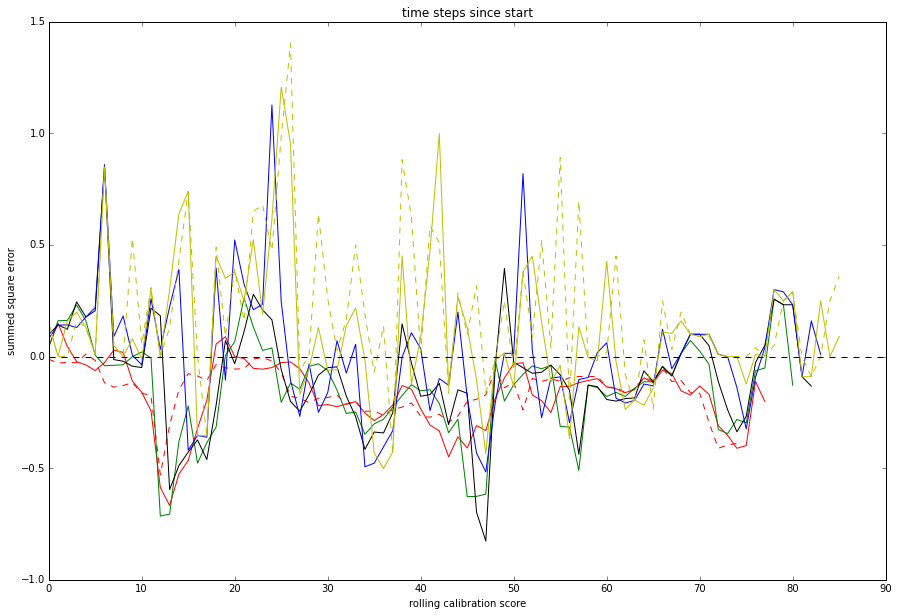 time steps since start
1.5
1.0
0.5
0.0
−0.5
−1.0
summed square error
0 10 20 30 40 50 60 70 80 90
rolling calibration score